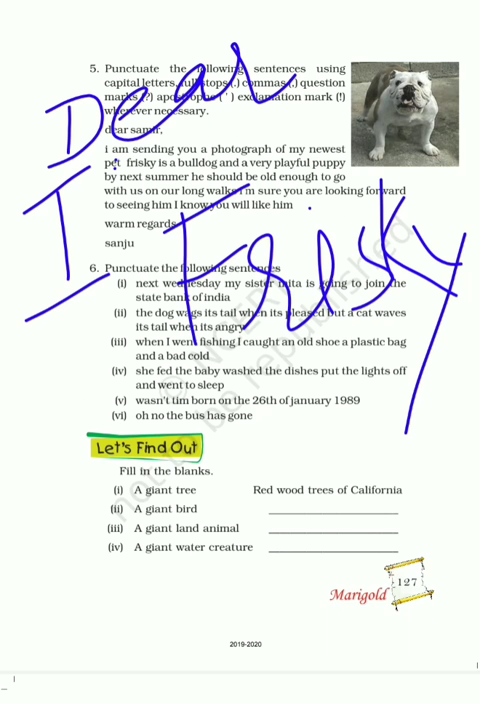 5. Punctuate the following sentences using
capital letters, full stops (.) commas (,) question
marks (?) apostrophe ( ' ) exclamation mark (!)
wherever necessary.
dear samir,
i am sending you a photograph of my newest
pet frisky is a bulldog and a very playful puppy
by next summer he should be old enough to go
with us on our long walks i'm sure you are looking forward
to seeing him I know you will like him
warm regards
sanju
Dear
I Frisky
6. Punctuate the following sentences
(i) next wednesday my sister mita is going to join the
state bank of india
(ii) the dog wags its tail when its pleased but a cat waves
its tail when its angry
(iii) when I went fishing I caught an old shoe a plastic bag
and a bad cold
(iv) she fed the baby washed the dishes put the lights off
and went to sleep
(v) wasn't tim born on the 26th of january 1989
(vi) oh no the bus has gone
Let's Find Out
Fill in the blanks.
(i) A giant tree Red wood trees of California
(ii) A giant bird
(iii) A giant land animal
(iv) A giant water creature
127
Marigold
2019-2020
not to be republished